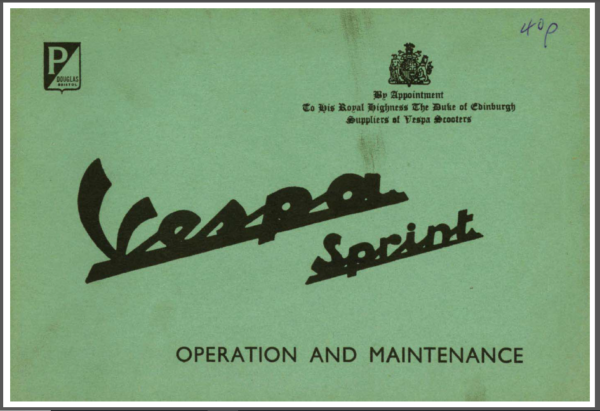 P
DOUGLAS
BRISTOL
40p
By Appointment
To His Royal Highness The Duke of Edinburgh
Suppliers of Vespa Scooters
Vespa
Sprint
OPERATION AND MAINTENANCE